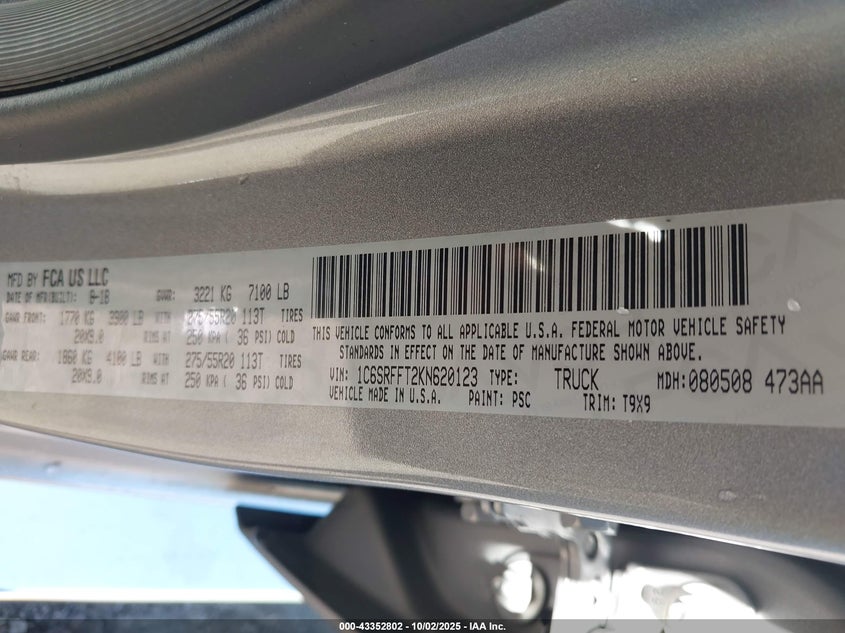 MFD BY FCA US LLC
DATE OF MFR(BUILT): 8-18 GVWR: 3221 KG 7100 LB
GAWR FRONT: 1770 KG 3900 LB WITH 275/55R20 113T TIRES
20X9.0 RIMS AT 250 KPA ( 36 PSI) COLD
GAWR REAR: 1860 KG 4100 LB WITH 275/55R20 113T TIRES
20X9.0 RIMS AT 250 KPA ( 36 PSI) COLD
THIS VEHICLE CONFORMS TO ALL APPLICABLE U.S.A. FEDERAL MOTOR VEHICLE SAFETY
STANDARDS IN EFFECT ON THE DATE OF MANUFACTURE SHOWN ABOVE.
VIN: 1C6SRFFT2KN620123 TYPE: TRUCK MDH: 080508 473AA
VEHICLE MADE IN U.S.A. PAINT: PSC TRIM: T9X9
000-43352802 - 10/02/2025 - IAA Inc.